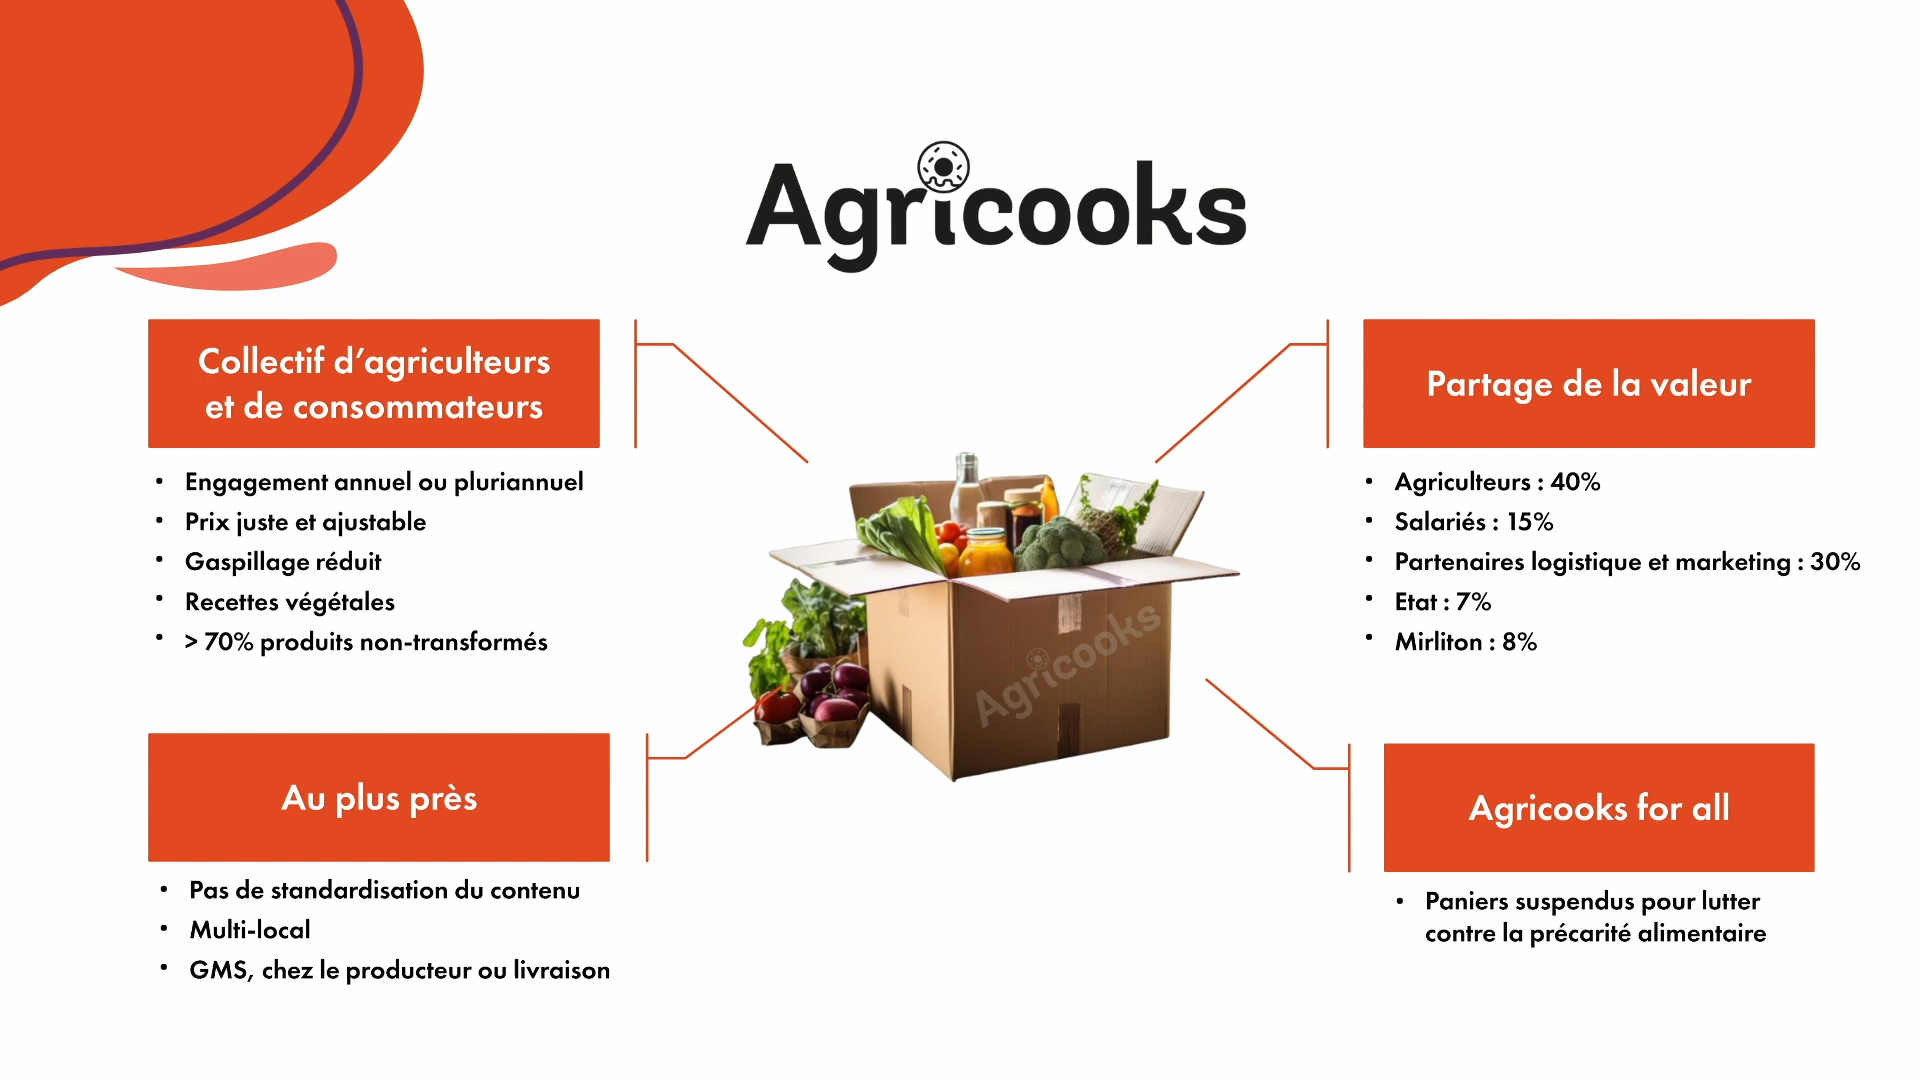 Agricooks
Collectif d’agriculteurs
et de consommateurs
• Engagement annuel ou pluriannuel
• Prix juste et ajustable
• Gaspillage réduit
• Recettes végétales
• > 70% produits non-transformés
Partage de la valeur
• Agriculteurs : 40%
• Salariés : 15%
• Partenaires logistique et marketing : 30%
• Etat : 7%
• Mirliton : 8%
Agricooks
Au plus près
• Pas de standardisation du contenu
• Multi-local
• GMS, chez le producteur ou livraison
Agricooks for all
• Paniers suspendus pour lutter
contre la précarité alimentaire